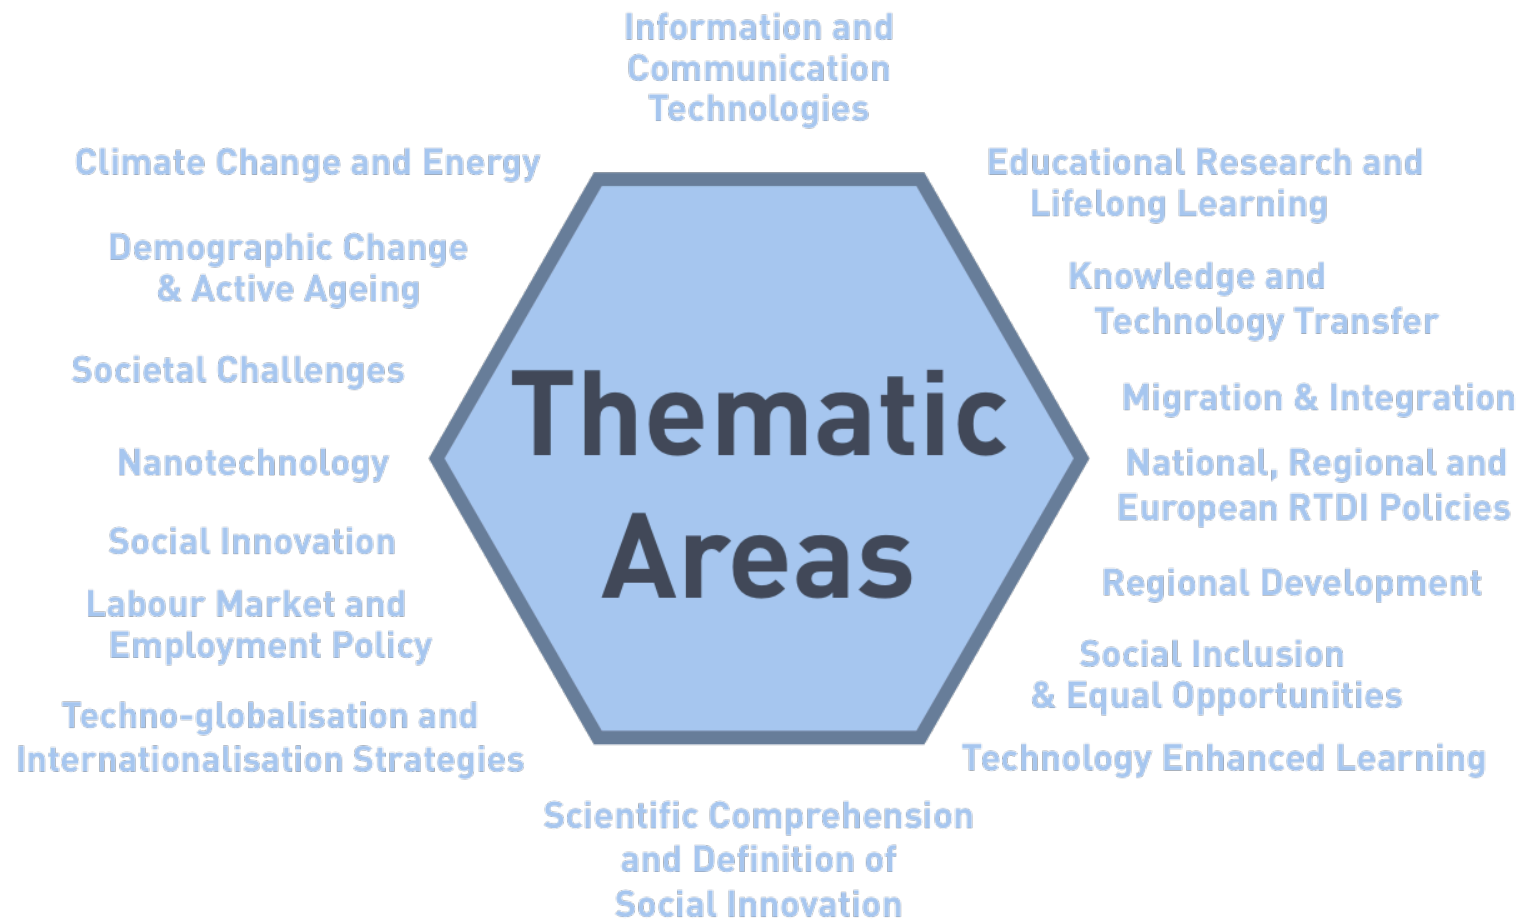 Information and
Communication
Technologies
Climate Change and Energy
Demographic Change
& Active Ageing
Societal Challenges
Nanotechnology
Social Innovation
Labour Market and
Employment Policy
Techno-globalisation and
Internationalisation Strategies
Thematic
Areas
Educational Research and
Lifelong Learning
Knowledge and
Technology Transfer
Migration & Integration
National, Regional and
European RTDI Policies
Regional Development
Social Inclusion
& Equal Opportunities
Technology Enhanced Learning
Scientific Comprehension
and Definition of
Social Innovation